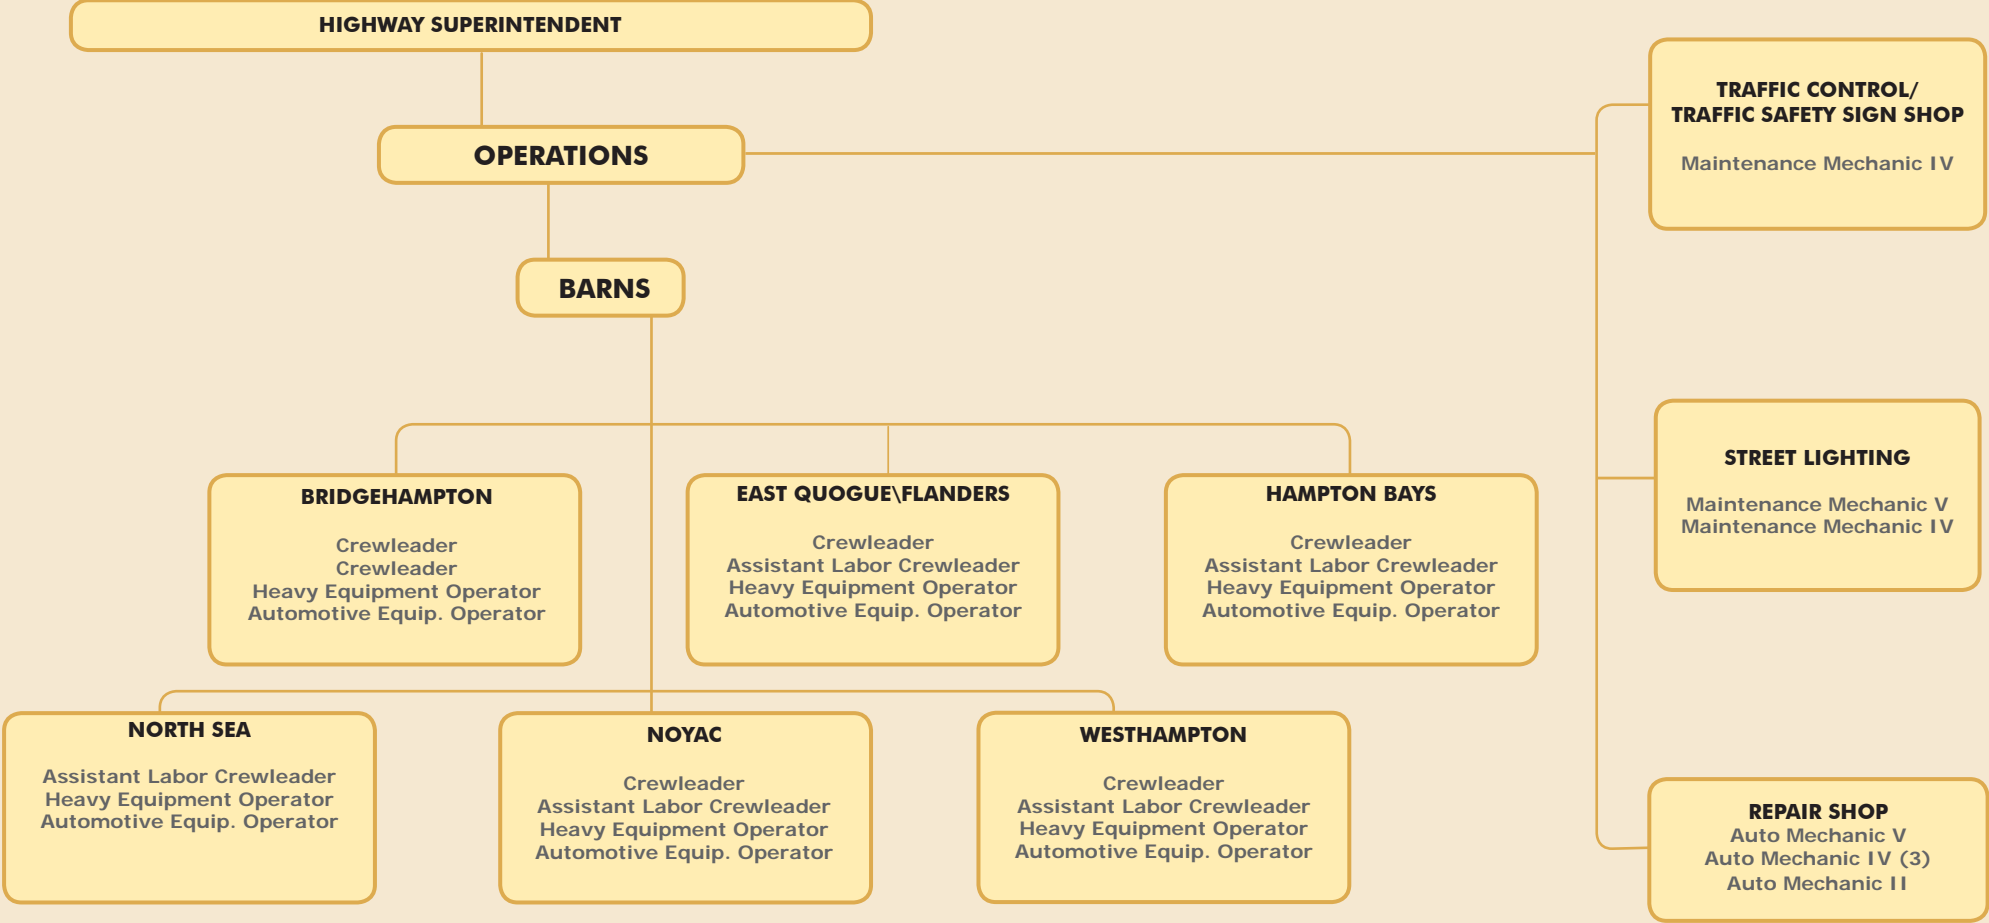 HIGHWAY SUPERINTENDENT
OPERATIONS
BARNS
TRAFFIC CONTROL/
TRAFFIC SAFETY SIGN SHOP
Maintenance Mechanic IV
STREET LIGHTING
Maintenance Mechanic V
Maintenance Mechanic IV
REPAIR SHOP
Auto Mechanic V
Auto Mechanic IV (3)
Auto Mechanic II
BRIDGEHAMPTON
Crewleader
Crewleader
Heavy Equipment Operator
Automotive Equip. Operator
EAST QUOGUE\FLANDERS
Crewleader
Assistant Labor Crewleader
Heavy Equipment Operator
Automotive Equip. Operator
HAMPTON BAYS
Crewleader
Assistant Labor Crewleader
Heavy Equipment Operator
Automotive Equip. Operator
NORTH SEA
Assistant Labor Crewleader
Heavy Equipment Operator
Automotive Equip. Operator
NOYAC
Crewleader
Assistant Labor Crewleader
Heavy Equipment Operator
Automotive Equip. Operator
WESTHAMPTON
Crewleader
Assistant Labor Crewleader
Heavy Equipment Operator
Automotive Equip. Operator